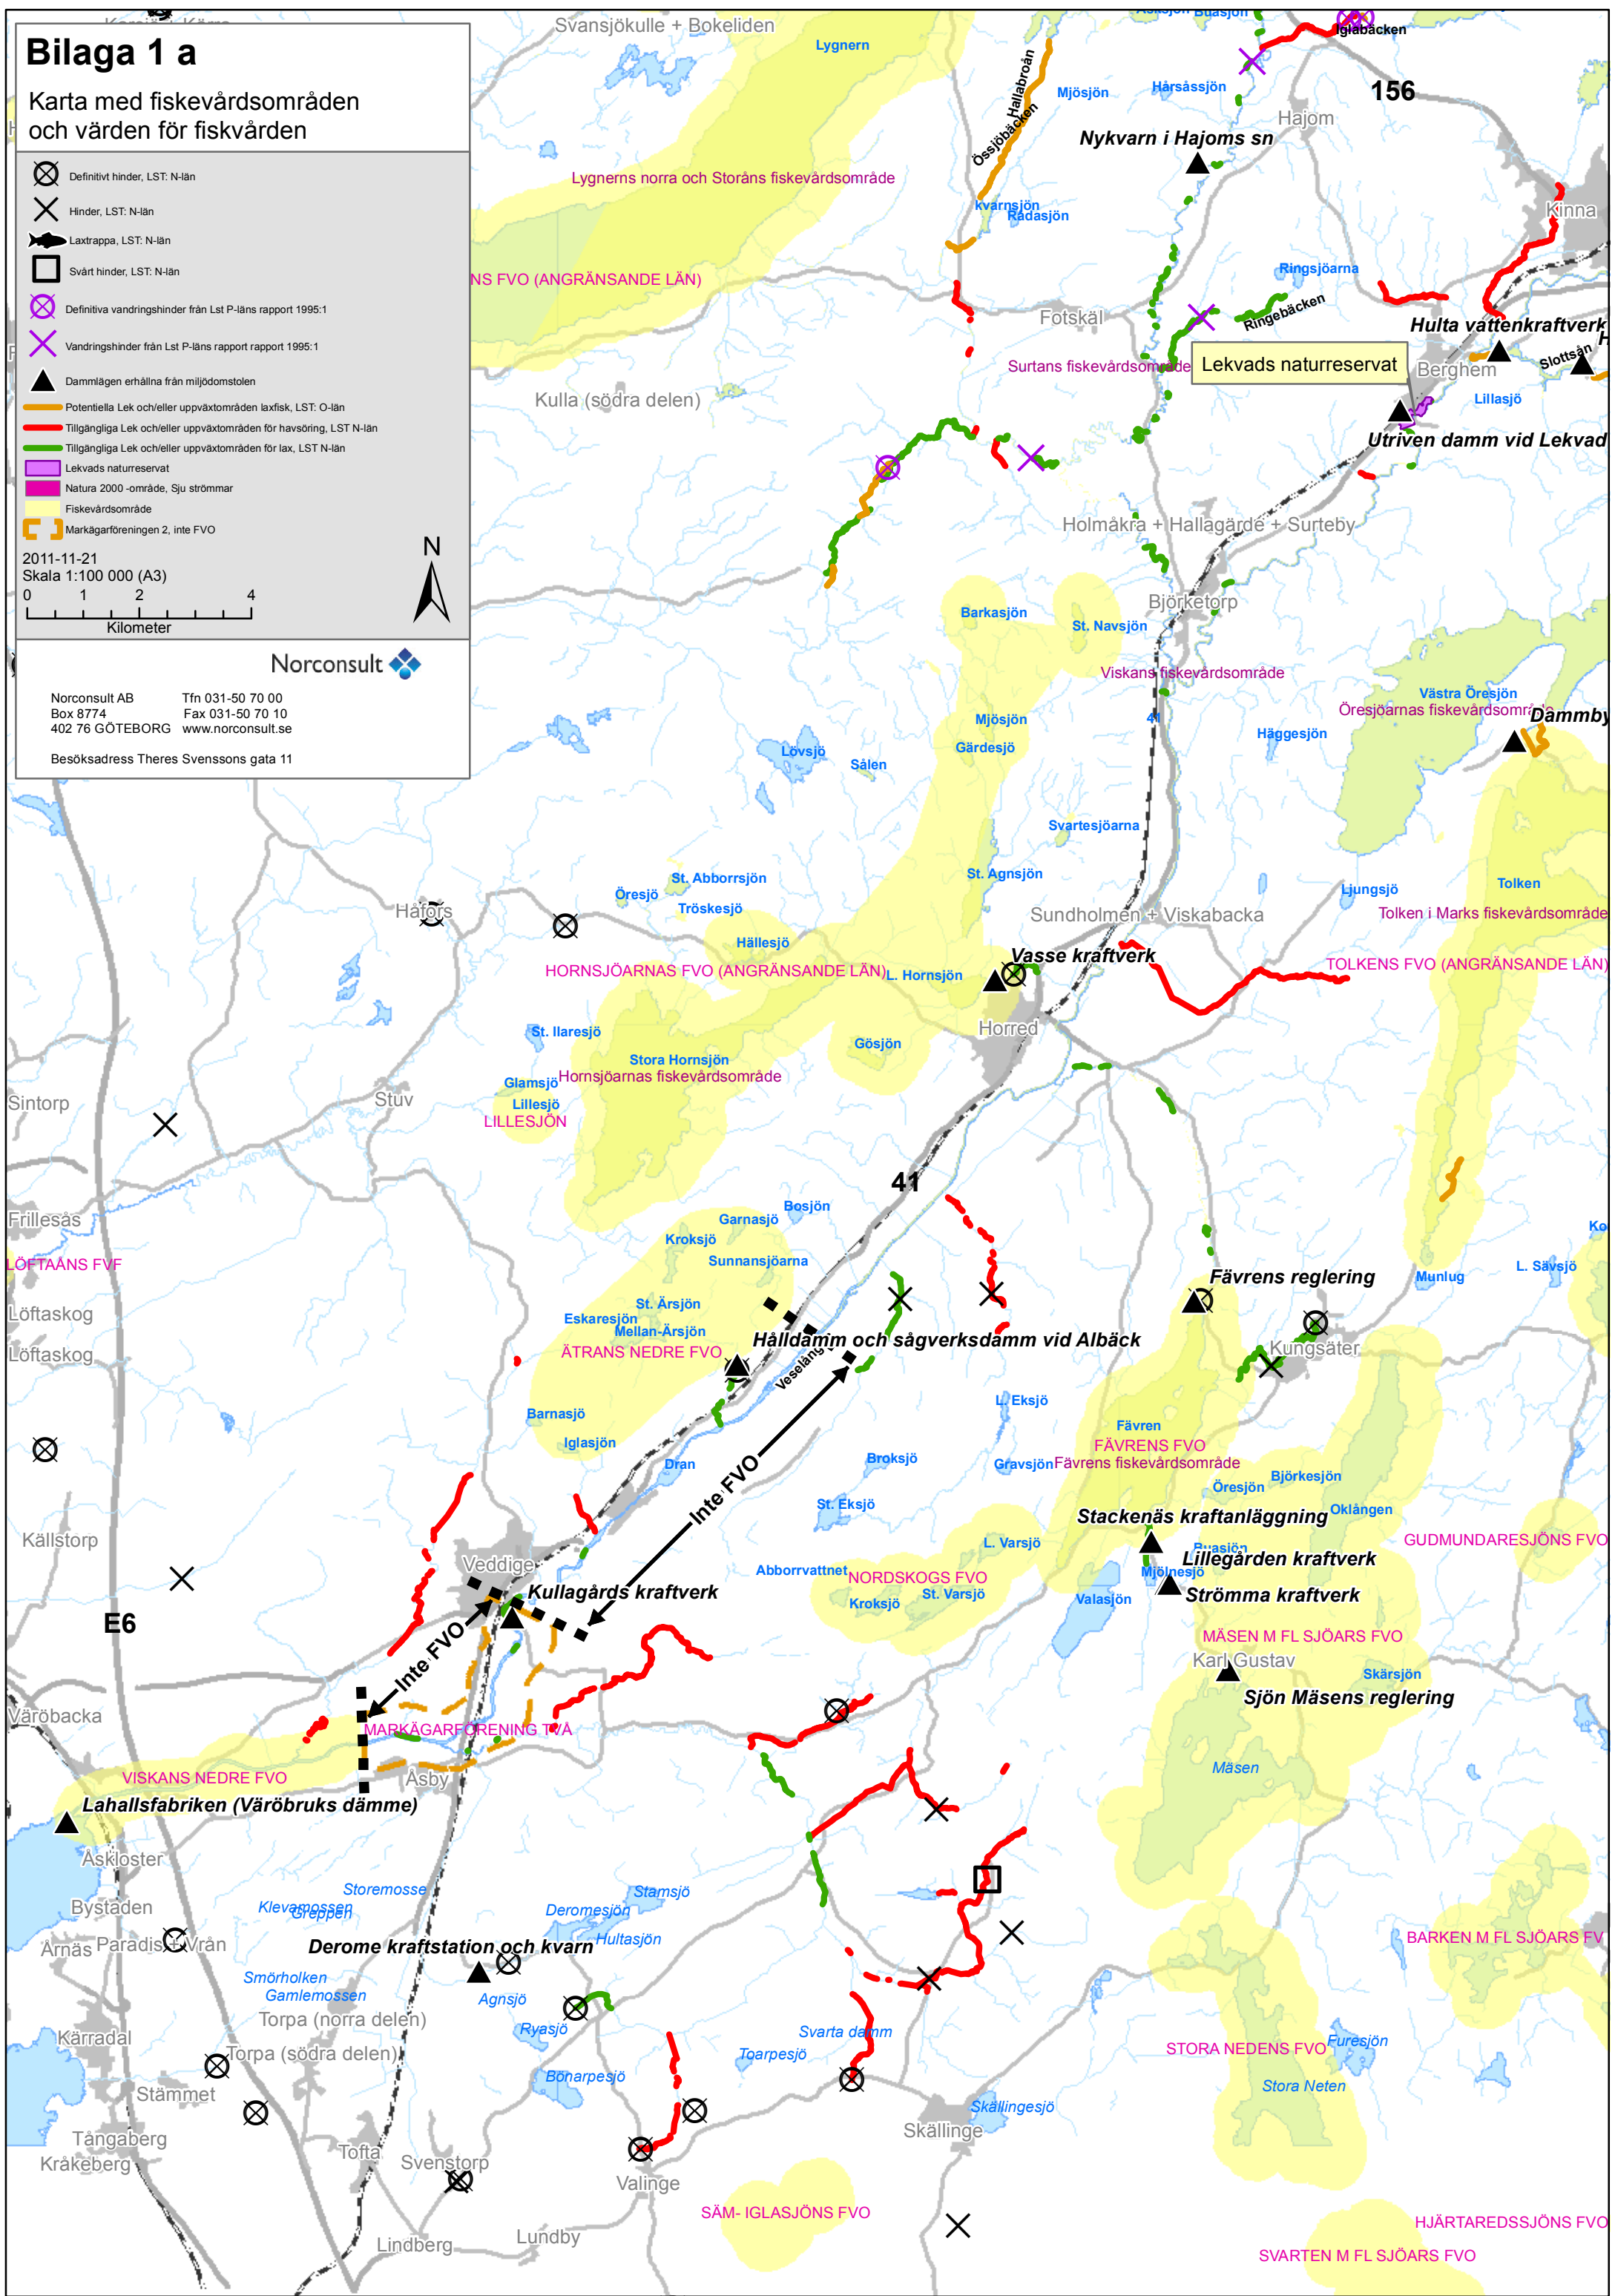 Bilaga 1 a
Karta med fiskevårdsområden
och värden för fiskvården
Definitivt hinder, LST: N-län
Hinder, LST: N-län
Laxtrappa, LST: N-län
Svårt hinder, LST: N-län
Definitiva vandringshinder från Lst P-läns rapport 1995:1
Vandringshinder från Lst P-läns rapport rapport 1995:1
Dammlägen erhållna från miljödomstolen
Potentiella Lek och/eller uppväxtområden laxfisk, LST: O-län
Tillgängliga Lek och/eller uppväxtområden för havsöring, LST N-län
Tillgängliga Lek och/eller uppväxtområden för lax, LST N-län
Lekvads naturreservat
Natura 2000 -område, Sju strömmar
Fiskevårdsområde
Markägarföreningen 2, inte FVO
2011-11-21
Skala 1:100 000 (A3)
0 1 2 4
Kilometer
N
Norconsult
Norconsult AB Tfn 031-50 70 00
Box 8774 Fax 031-50 70 10
402 76 GÖTEBORG www.norconsult.se
Besöksadress Theres Svenssons gata 11
Svansjökulle + Bokeliden
Lygnern
Buasjön
Iglabäcken
156
Hallabroån
Össjöbäcken
Mjösjön
Hårsåssjön
Hajom
Nykvarn i Hajoms sn
Lygnerns norra och Storåns fiskevårdsområde
kvarnsjön
Rådasjön
Kinna
NS FVO (ANGRÄNSANDE LÄN)
Ringsjöarna
Ringebäcken
Fotskäl
Hulta vattenkraftverk
H
Slottsån
Surtans fiskevårdsområde
Lekvads naturreservat
Berghem
Lillasjö
Kulla (södra delen)
Utriven damm vid Lekvad
Holmåkra + Hallagärde + Surteby
Björketorp
Barkasjön
St. Navsjön
Viskans fiskevårdsområde
Västra Öresjön
Öresjöarnas fiskevårdsområde
Dammby
Mjösjön
41
Häggesjön
Gärdesjö
Lövsjö
Sålen
Svartesjöarna
St. Abborrsjön
St. Agnsjön
Öresjö
Tröskesjö
Ljungsjö
Tolken
Håfors
Sundholmen + Viskabacka
Tolken i Marks fiskevårdsområde
Hällesjö
Vasse kraftverk
HORNSJÖARNAS FVO (ANGRÄNSANDE LÄN)
L. Hornsjön
TOLKENS FVO (ANGRÄNSANDE LÄN)
St. Ilaresjö
Horred
Gösjön
Stora Hornsjön
Hornsjöarnas fiskevårdsområde
Glamsjö
Lillesjö
LILLESJÖN
Sintorp
Stuv
41
Frillesås
Bosjön
Garnasjö
Kroksjö
Sunnansjöarna
LÖFTAÅNS FVF
Ko
L. Sävsjö
Munlug
Fävrens reglering
Löftaskog
St. Ärsjön
Eskaresjön
Mellan-Ärsjön
Hålldamm och sågverksdamm vid Albäck
ÄTRANS NEDRE FVO
Kungsäter
Löftaskog
L. Eksjö
Barnasjö
Fävren
Iglasjön
FÄVRENS FVO
Fävrens fiskevårdsområde
Dran
Broksjö
Gravsjön
Björkesjön
Öresjön
Inte FVO
St. Eksjö
Oklången
Stackenäs kraftanläggning
Källstorp
L. Varsjö
GUDMUNDARESJÖNS FVO
Veddige
Lillegården kraftverk
Abborrvattnet
NORDSKOGS FVO
Mjölnesjö
Kullagårds kraftverk
Kroksjö
St. Varsjö
Valasjön
Strömma kraftverk
E6
Inte FVO
MÄSEN M FL SJÖARS FVO
Karl Gustav
Skärsjön
Sjön Mäsens reglering
Väröbacka
MARKÄGARFÖRENING TVÅ
Mäsen
VISKANS NEDRE FVO
Åsby
Lahallsfabriken (Väröbruks dämme)
Åskloster
Bystaden
Storemosse
Klevamossen
Greppen
Stamsjö
Deromesjön
Hultasjön
Årnäs
Paradis + Vrån
Derome kraftstation och kvarn
BARKEN M FL SJÖARS FV
Smörholken
Gamlemossen
Agnsjö
Torpa (norra delen)
Ryasjö
Svarta damm
Kärradal
Torpa (södra delen)
Toarpesjö
STORA NEDENS FVO
Furesjön
Bönarpesjö
Stämmet
Stora Neten
Skällingesjö
Skällinge
Tångaberg
Kråkeberg
Tofta
Svenstorp
Valinge
SÄM- IGLASJÖNS FVO
Lindberg
Lundby
HJÄRTAREDSSJÖNS FVO
SVARTEN M FL SJÖARS FVO